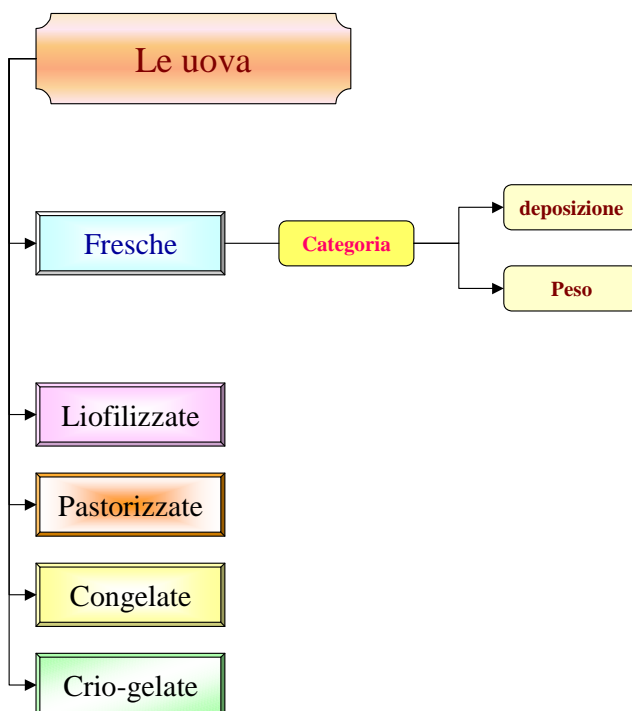 Le uova
Fresche
Categoria
deposizione
Peso
Liofilizzate
Pastorizzate
Congelate
Crio-gelate